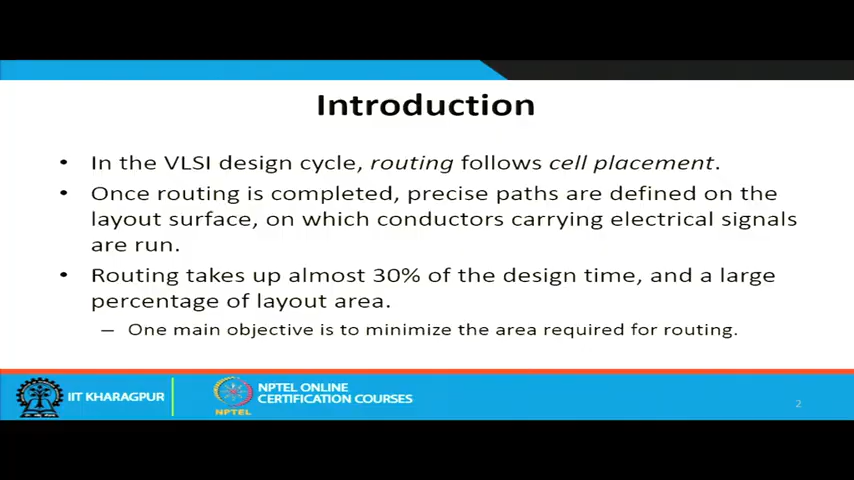 Introduction
• In the VLSI design cycle, routing follows cell placement.
• Once routing is completed, precise paths are defined on the
layout surface, on which conductors carrying electrical signals
are run.
• Routing takes up almost 30% of the design time, and a large
percentage of layout area.
– One main objective is to minimize the area required for routing.
IIT KHARAGPUR
NPTEL
NPTEL ONLINE
CERTIFICATION COURSES
2